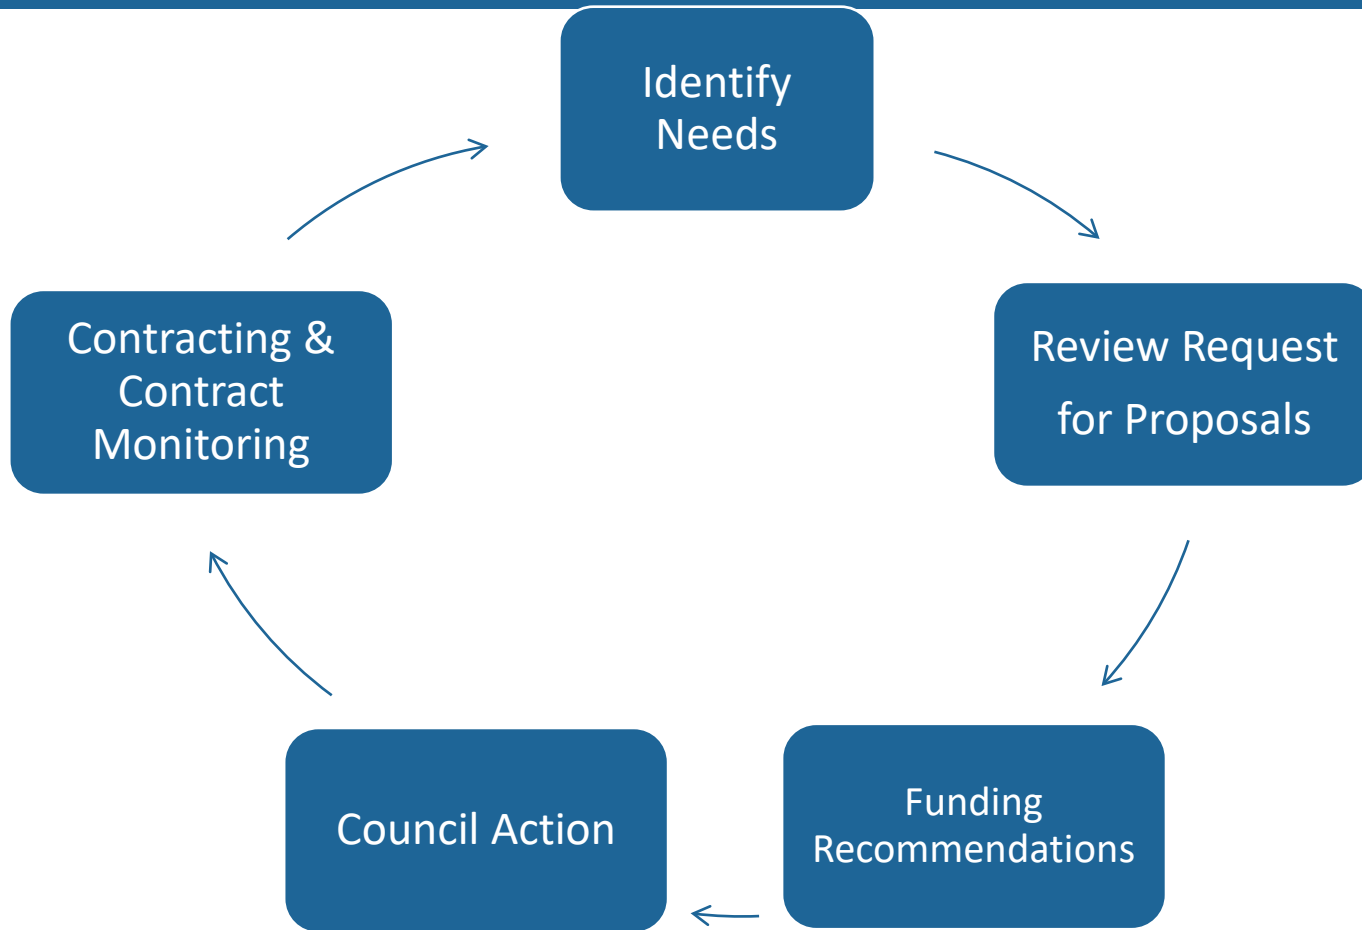 Identify
Needs
Review Request
for Proposals
Funding
Recommendations
Council Action
Contracting &
Contract
Monitoring